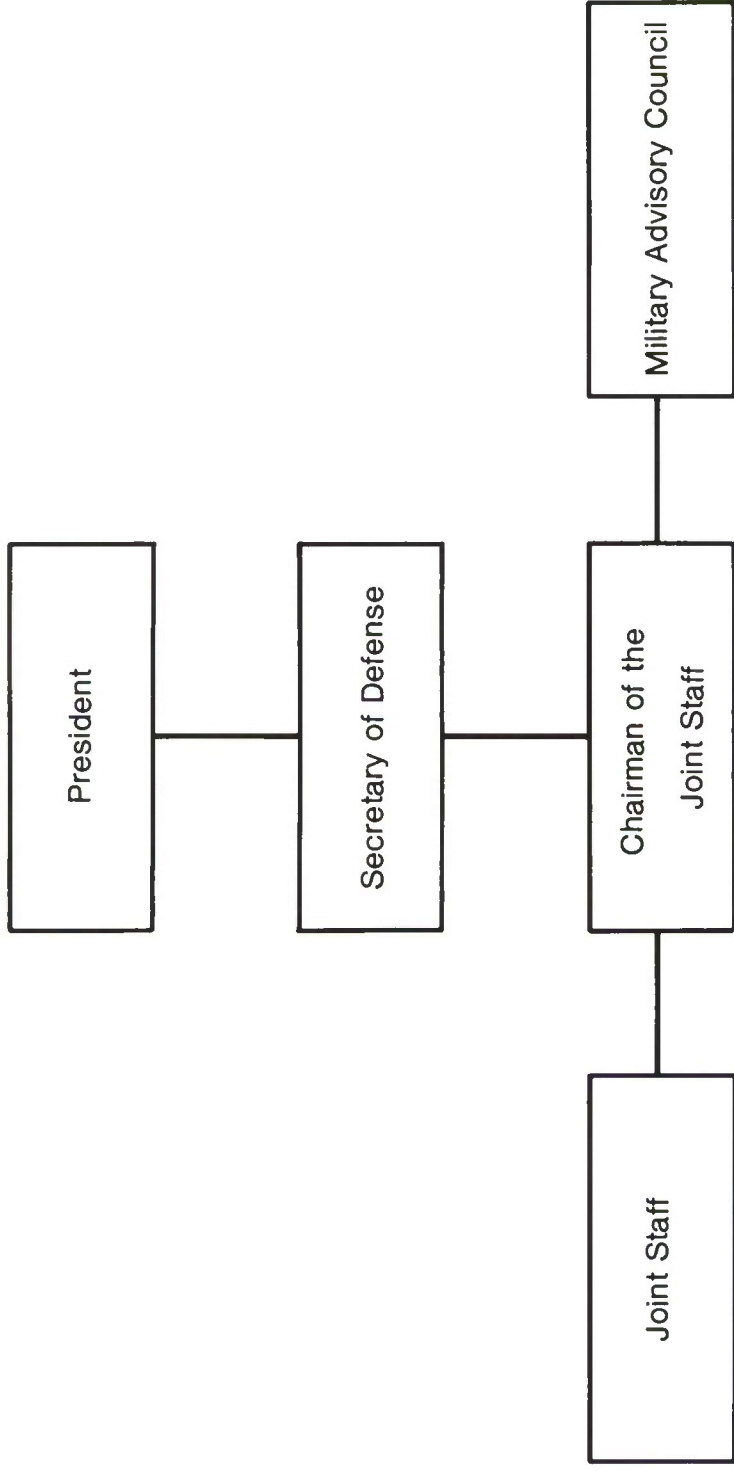 President
Secretary of Defense
Joint Staff
Chairman of the
Joint Staff
Military Advisory Council